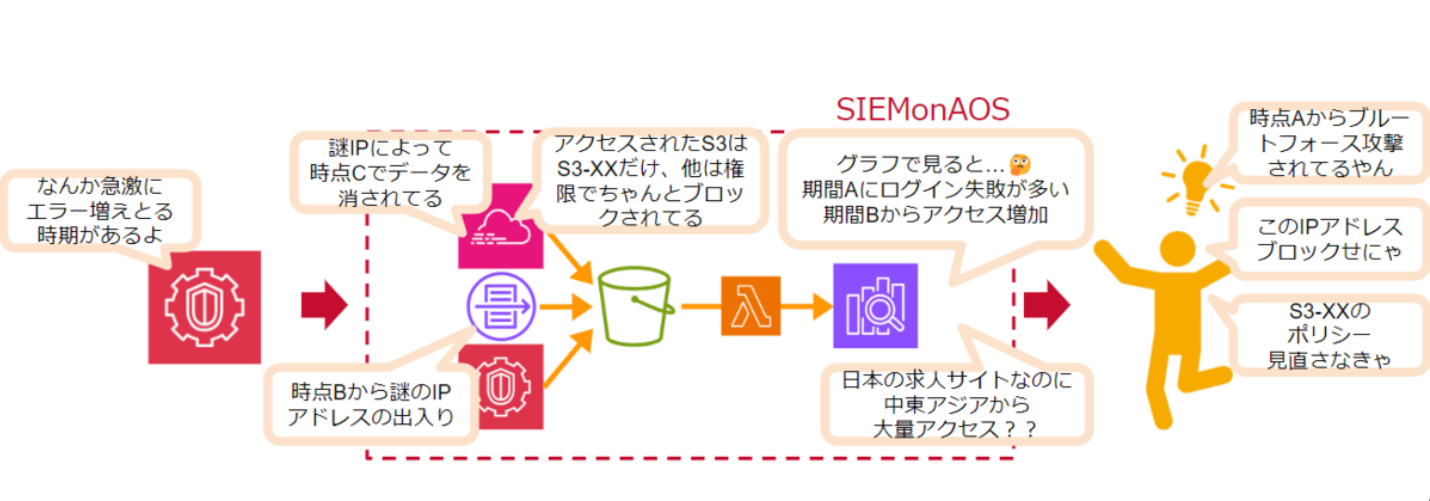 SIEMonAOS
なんか急激に
エラー増えとる
時期があるよ
謎IPによって
時点Cでデータを
消されてる
アクセスされたS3は
S3-XXだけ、他は権
限でちゃんとブロッ
クされてる
時点Bから謎のIP
アドレスの出入り
グラフで見ると…🤔
期間Aにログイン失敗が多い
期間Bからアクセス増加
日本の求人サイトなのに
中東アジアから
大量アクセス？？
時点Aからブルー
トフォース攻撃
されてるやん
このIPアドレス
ブロックせにゃ
S3-XXの
ポリシー
見直さなきゃ